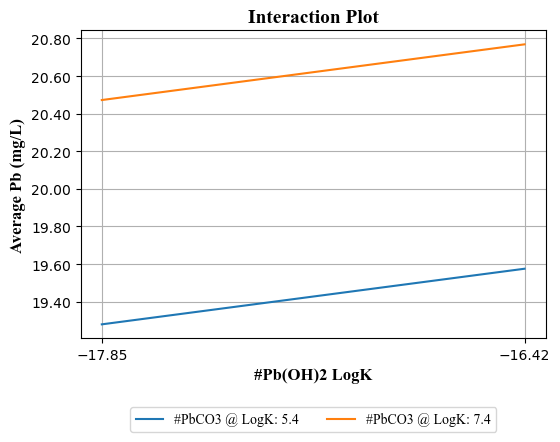 Interaction Plot
20.80
20.60
20.40
20.20
20.00
19.80
19.60
19.40
Average Pb (mg/L)
−17.85
−16.42
#Pb(OH)2 LogK
#PbCO3 @ LogK: 5.4
#PbCO3 @ LogK: 7.4